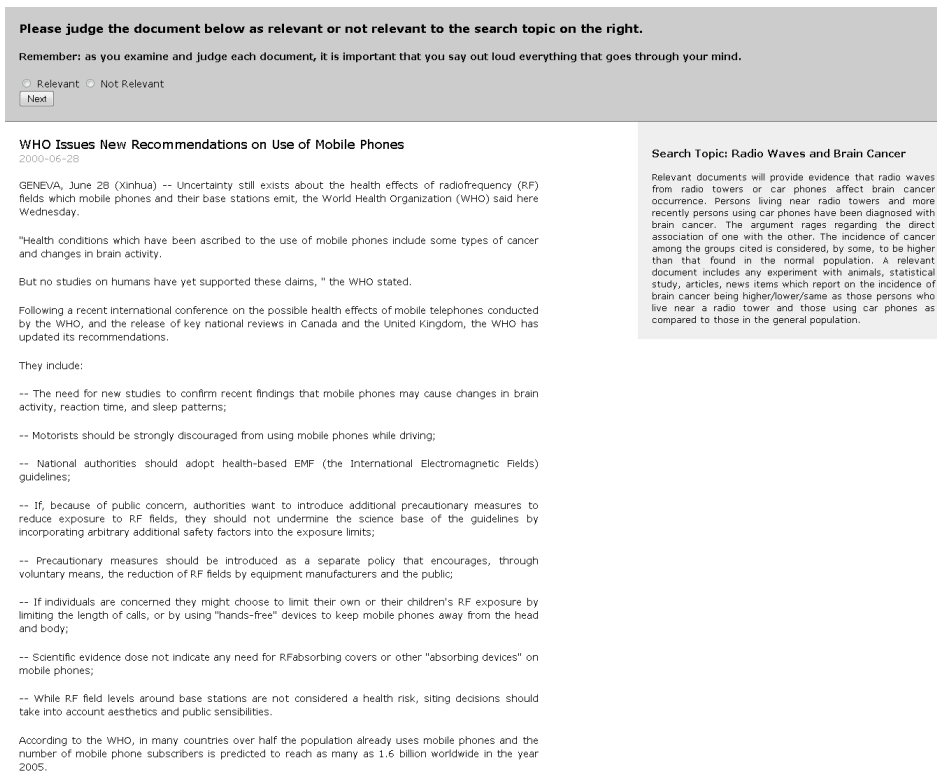 Please judge the document below as relevant or not relevant to the search topic on the right.
Remember: as you examine and judge each document, it is important that you say out loud everything that goes through your mind.
Relevant Not Relevant
Next
WHO Issues New Recommendations on Use of Mobile Phones
2000-06-28
GENEVA, June 28 (Xinhua) -- Uncertainty still exists about the health effects of radiofrequency (RF)
fields which mobile phones and their base stations emit, the World Health Organization (WHO) said here
Wednesday.
"Health conditions which have been ascribed to the use of mobile phones include some types of cancer
and changes in brain activity.
But no studies on humans have yet supported these claims, " the WHO stated.
Following a recent international conference on the possible health effects of mobile telephones conducted
by the WHO, and the release of key national reviews in Canada and the United Kingdom, the WHO has
updated its recommendations.
They include:
-- The need for new studies to confirm recent findings that mobile phones may cause changes in brain
activity, reaction time, and sleep patterns;
-- Motorists should be strongly discouraged from using mobile phones while driving;
-- National authorities should adopt health-based EMF (the International Electromagnetic Fields)
guidelines;
-- If, because of public concern, authorities want to introduce additional precautionary measures to
reduce exposure to RF fields, they should not undermine the science base of the guidelines by
incorporating arbitrary additional safety factors into the exposure limits;
-- Precautionary measures should be introduced as a separate policy that encourages, through
voluntary means, the reduction of RF fields by equipment manufacturers and the public;
-- If individuals are concerned they might choose to limit their own or their children's RF exposure by
limiting the length of calls, or by using "hands-free" devices to keep mobile phones away from the head
and body;
-- Scientific evidence dose not indicate any need for RFabsorbing covers or other "absorbing devices" on
mobile phones;
-- While RF field levels around base stations are not considered a health risk, siting decisions should
take into account aesthetics and public sensibilities.
According to the WHO, in many countries over half the population already uses mobile phones and the
number of mobile phone subscribers is predicted to reach as many as 1.6 billion worldwide in the year
2005.
Search Topic: Radio Waves and Brain Cancer
Relevant documents will provide evidence that radio waves
from radio towers or car phones affect brain cancer
occurrence. Persons living near radio towers and more
recently persons using car phones have been diagnosed with
brain cancer. The argument rages regarding the direct
association of one with the other. The incidence of cancer
among the groups cited is considered, by some, to be higher
than that found in the normal population. A relevant
document includes any experiment with animals, statistical
study, articles, news items which report on the incidence of
brain cancer being higher/lower/same as those persons who
live near a radio tower and those using car phones as
compared to those in the general population.